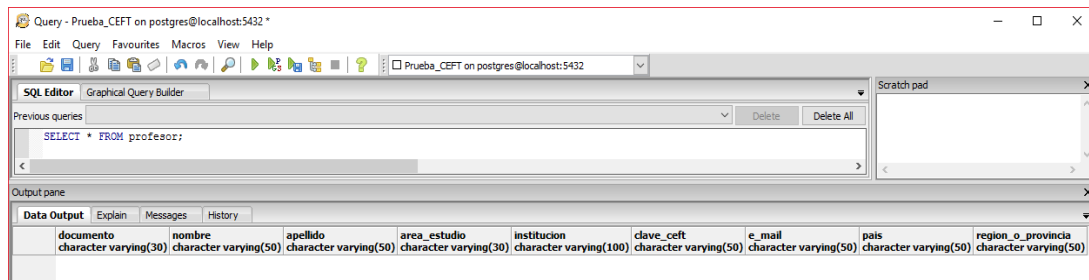 Query - Prueba_CEFT on postgres@localhost:5432 *
File Edit Query Favourites Macros View Help
Prueba_CEFT on postgres@localhost:5432
SQL Editor Graphical Query Builder
Scratch pad
Previous queries Delete Delete All
SELECT * FROM profesor;
Output pane
Data Output Explain Messages History
documento nombre apellido area_estudio institucion clave_ceft e_mail pais region_o_provincia
character varying(30) character varying(50) character varying(50) character varying(30) character varying(100) character varying(50) character varying(50) character varying(50) character varying(50)